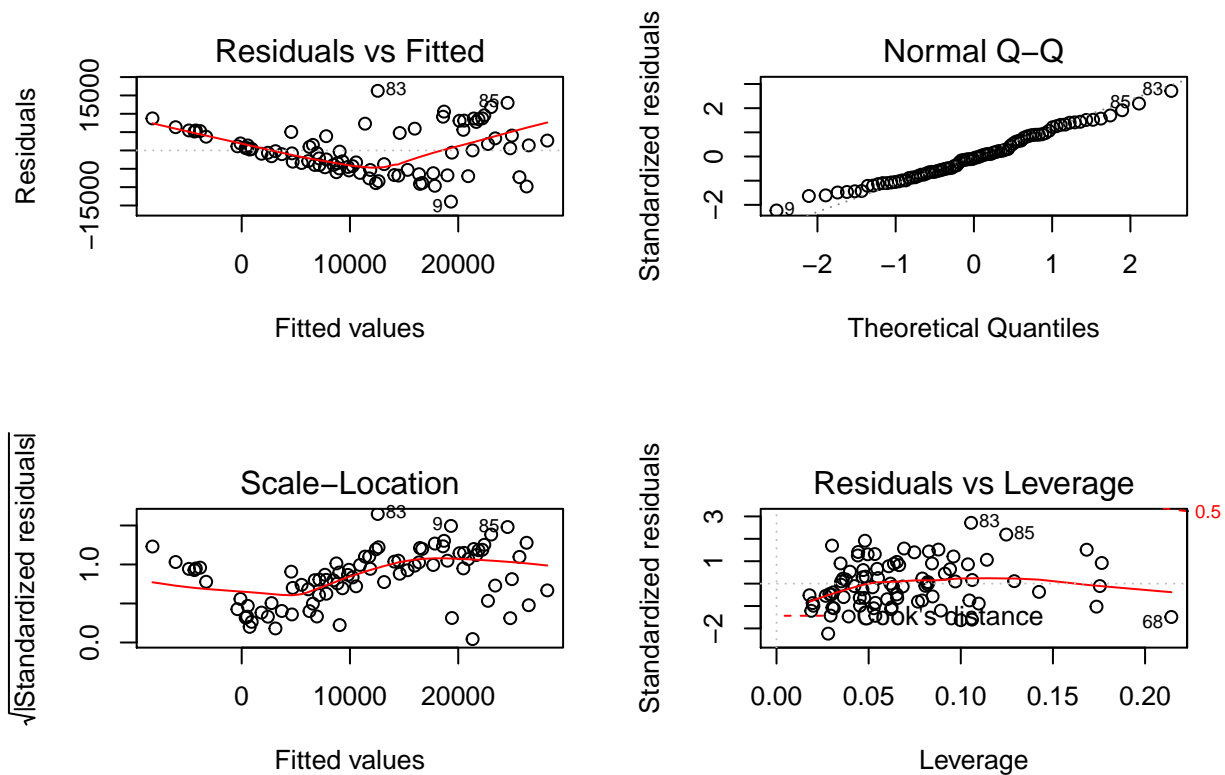 Residuals vs Fitted
Residuals
15000
−15000
83
85
9
0 10000 20000
Fitted values
Normal Q−Q
Standardized residuals
2
0
−2
83
85
9
−2 −1 0 1 2
Theoretical Quantiles
Scale−Location
√|Standardized residuals|
1.0
0.0
83
9
85
0 10000 20000
Fitted values
Residuals vs Leverage
Standardized residuals
3
1
−2
83
85
0.5
68
Cook's distance
0.00 0.05 0.10 0.15 0.20
Leverage